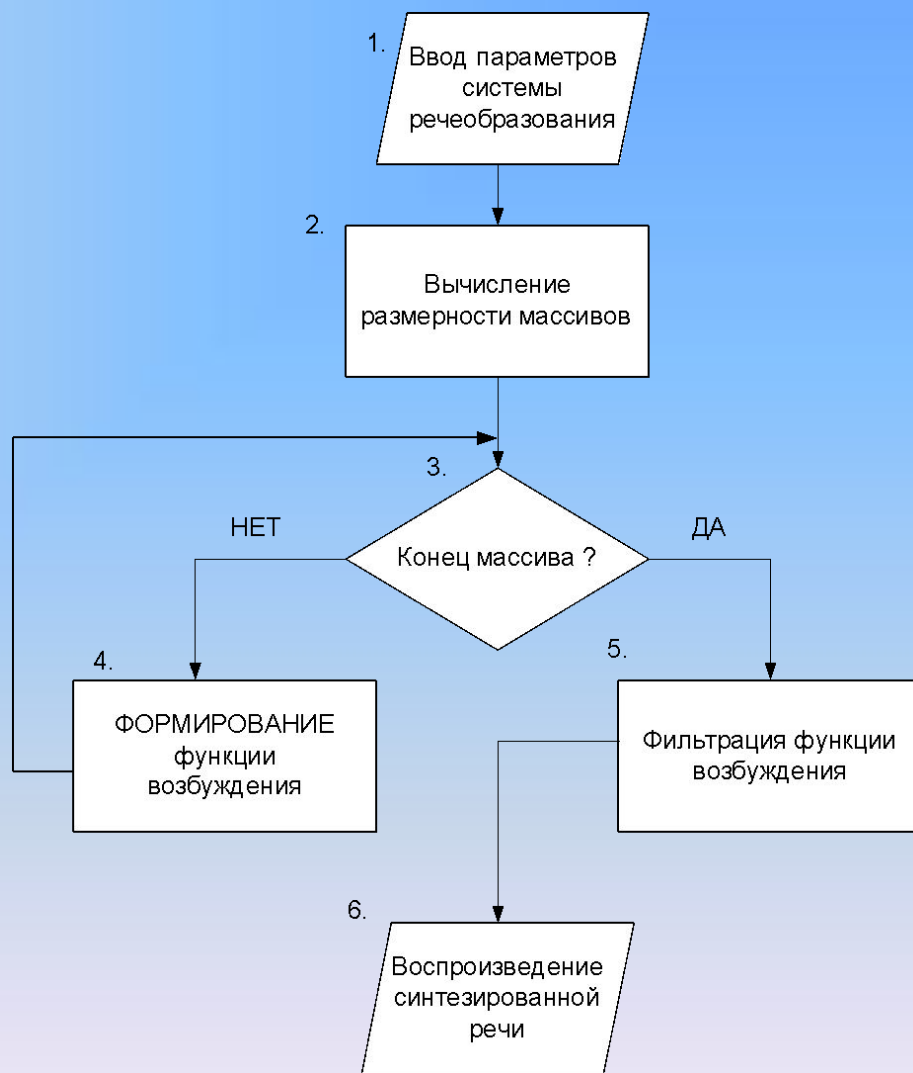 1.
Ввод параметров
системы
речеобразования
2.
Вычисление
размерности массивов
3.
НЕТ
Конец массива ?
ДА
4.
ФОРМИРОВАНИЕ
функции
возбуждения
5.
Фильтрация функции
возбуждения
6.
Воспроизведение
синтезированной
речи